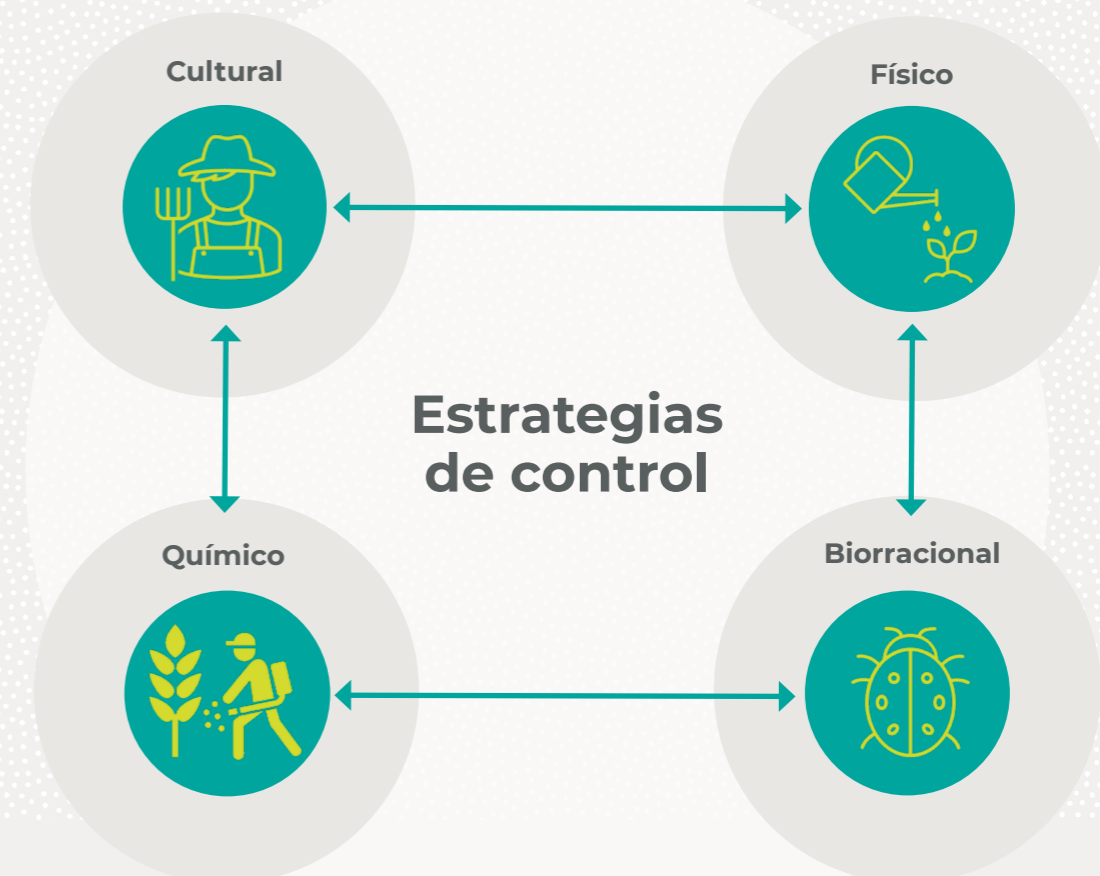 Cultural
Físico
Estrategias
de control
Químico
Biorracional